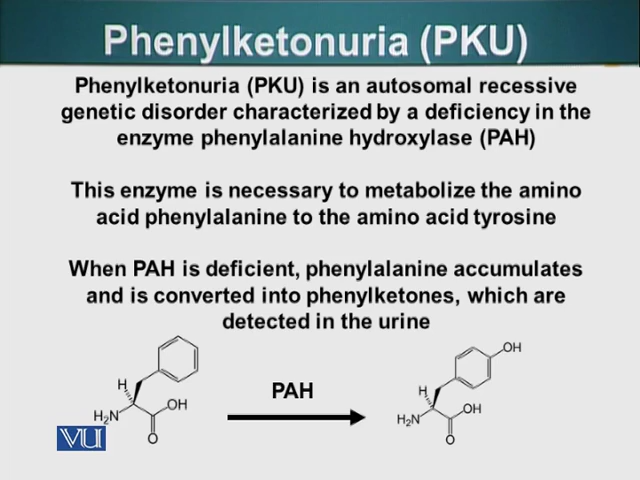 Phenylketonuria (PKU)
Phenylketonuria (PKU) is an autosomal recessive
genetic disorder characterized by a deficiency in the
enzyme phenylalanine hydroxylase (PAH)
This enzyme is necessary to metabolize the amino
acid phenylalanine to the amino acid tyrosine
When PAH is deficient, phenylalanine accumulates
and is converted into phenylketones, which are
detected in the urine
H
H₂N
OH
O
PAH
OH
H
H₂N
OH
O
VU